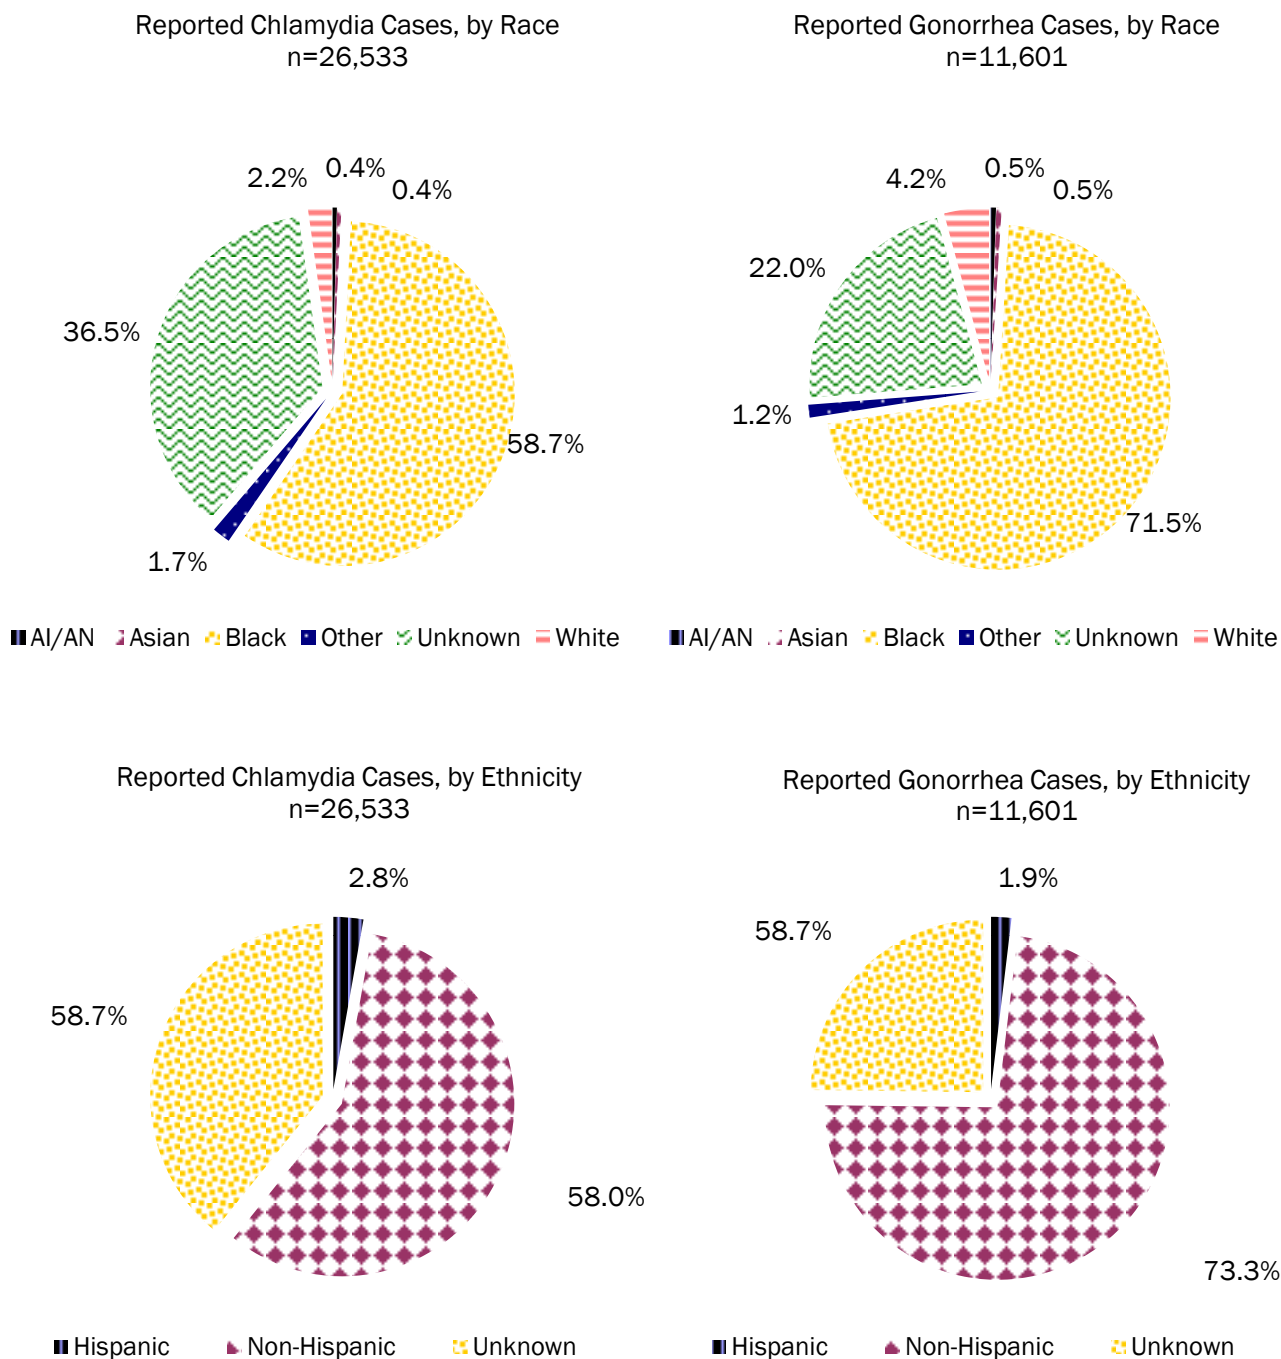 Reported Chlamydia Cases, by Race
n=26,533
2.2%
0.4%
0.4%
36.5%
58.7%
1.7%
AI/AN Asian Black Other Unknown White
Reported Gonorrhea Cases, by Race
n=11,601
4.2%
0.5%
0.5%
22.0%
1.2%
71.5%
AI/AN Asian Black Other Unknown White
Reported Chlamydia Cases, by Ethnicity
n=26,533
2.8%
58.7%
58.0%
Hispanic Non-Hispanic Unknown
Reported Gonorrhea Cases, by Ethnicity
n=11,601
1.9%
58.7%
73.3%
Hispanic Non-Hispanic Unknown